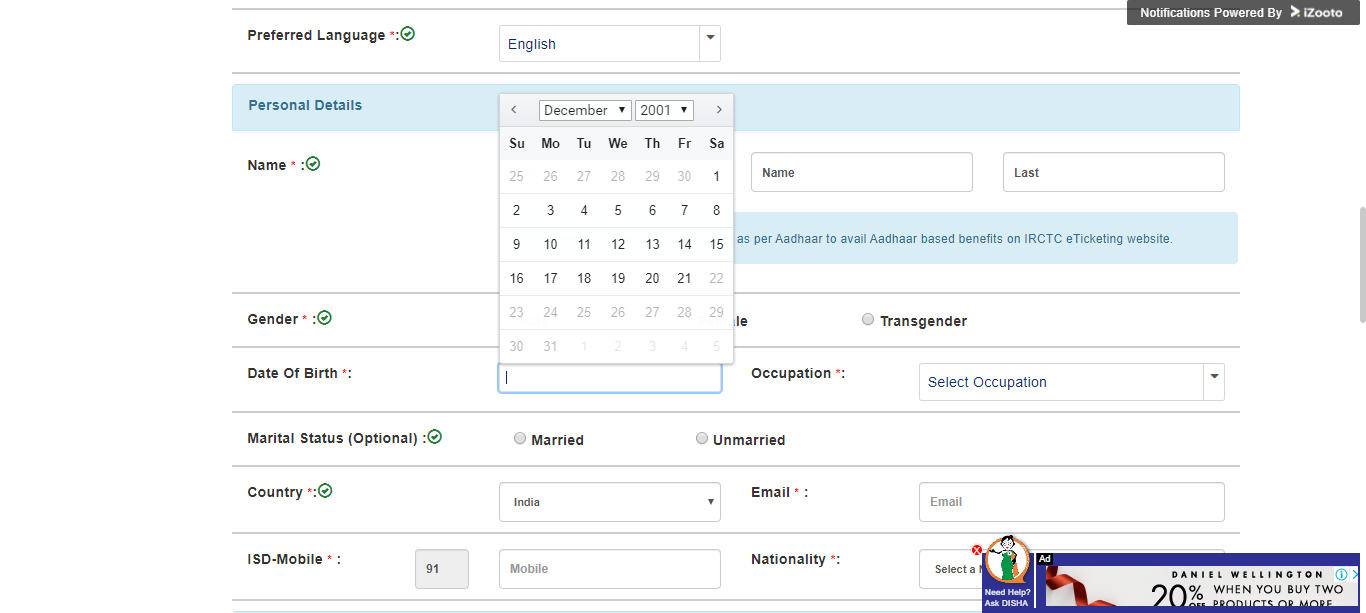 Notifications Powered By iZooto
Preferred Language *:
English
Personal Details
December 2001
Su Mo Tu We Th Fr Sa
25 26 27 28 29 30 1
2 3 4 5 6 7 8
9 10 11 12 13 14 15
16 17 18 19 20 21 22
23 24 25 26 27 28 29
30 31 1 2 3 4 5
Name * :
Name
Last
as per Aadhaar to avail Aadhaar based benefits on IRCTC eTicketing website.
Gender * :
le
Transgender
Date Of Birth *:
Occupation *:
Select Occupation
Marital Status (Optional) :
Married
Unmarried
Country *:
India
Email * :
Email
ISD-Mobile * :
91
Mobile
Nationality *:
Select a
Need Help?
Ask DISHA
Ad
DANIEL WELLINGTON
20% OFF WHEN YOU BUY TWO
PRODUCTS OR MORE